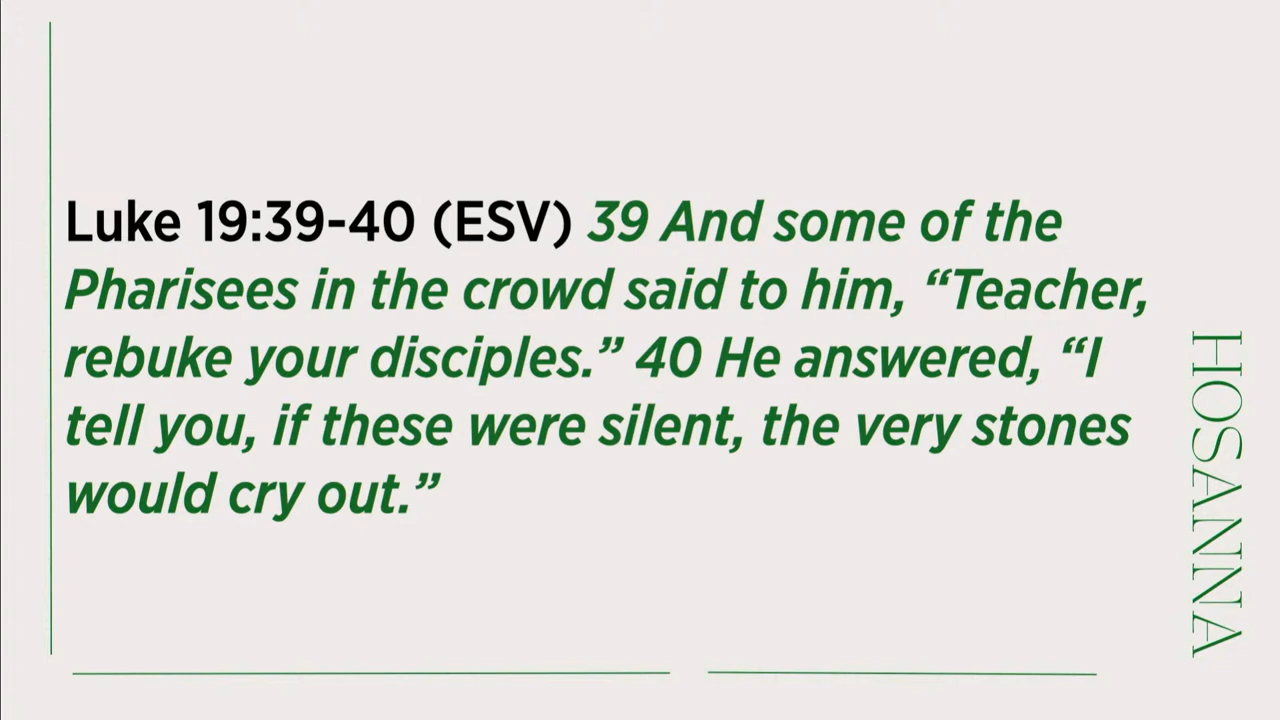 Luke 19:39-40 (ESV) 39 And some of the
Pharisees in the crowd said to him, “Teacher,
rebuke your disciples.” 40 He answered, “I
tell you, if these were silent, the very stones
would cry out.”
HOSANNA